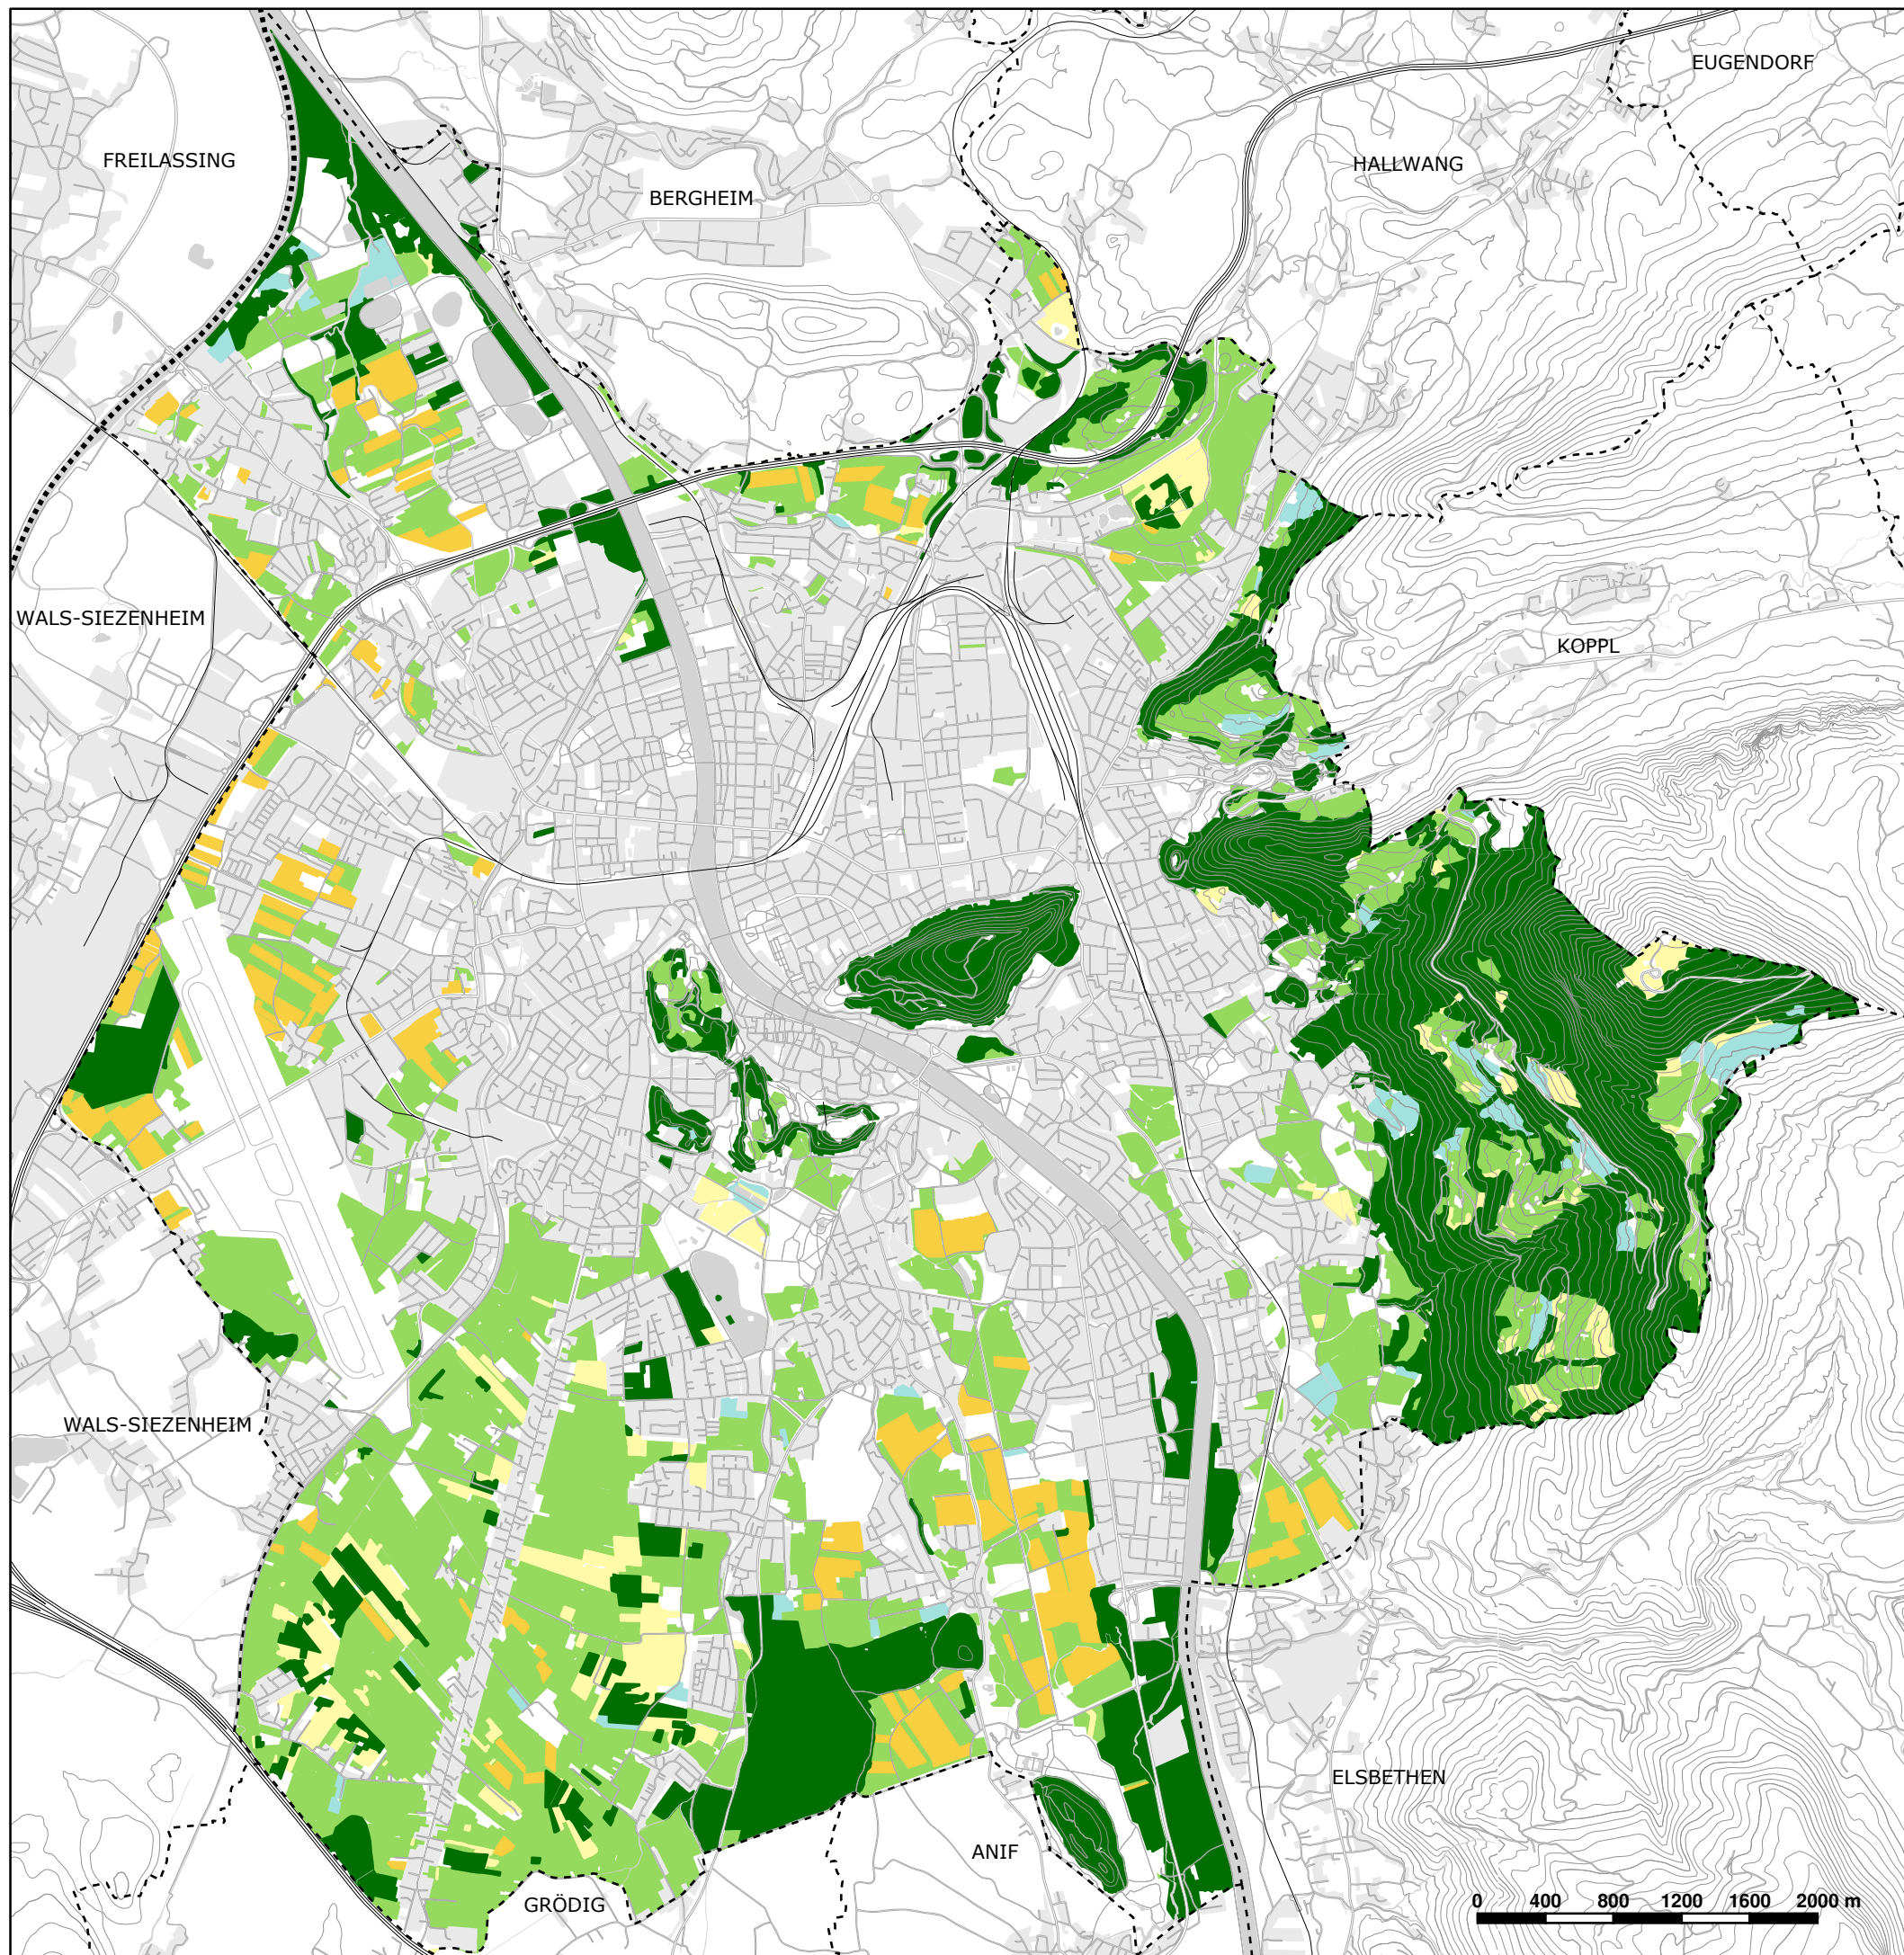 EUGENDORF
FREILASSING
HALLWANG
BERGHEIM
WALS-SIEZENHEIM
KOPPL
WALS-SIEZENHEIM
ELSBETHEN
ANIF
GRÖDIG
0 400 800 1200 1600 2000 m